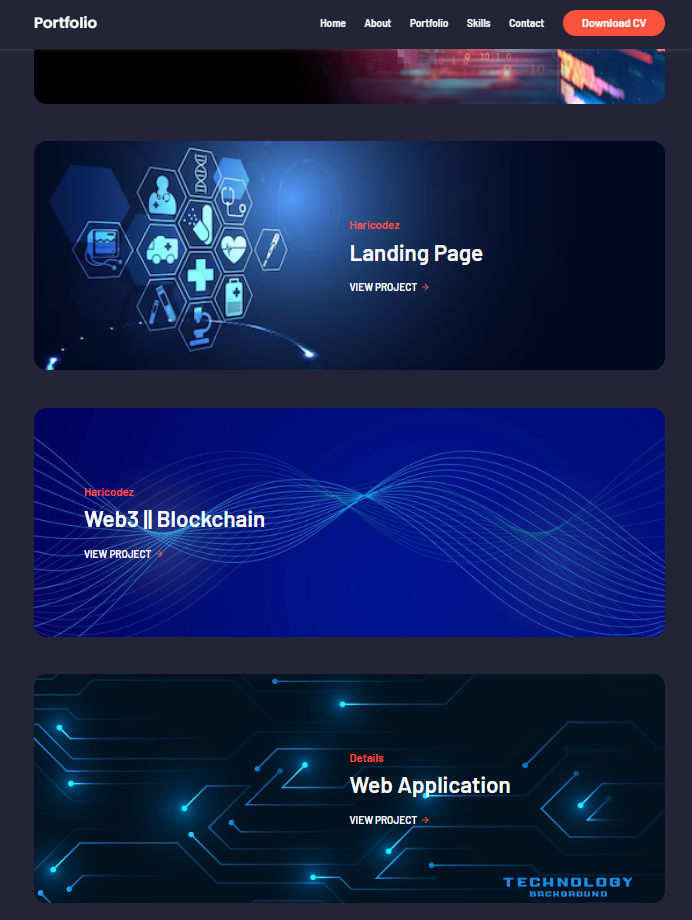 Portfolio
Home About Portfolio Skills Contact Download CV
Haricodez
Landing Page
VIEW PROJECT →
Haricodez
Web3 || Blockchain
VIEW PROJECT →
Details
Web Application
VIEW PROJECT →
TECHNOLOGY
BACKGROUND